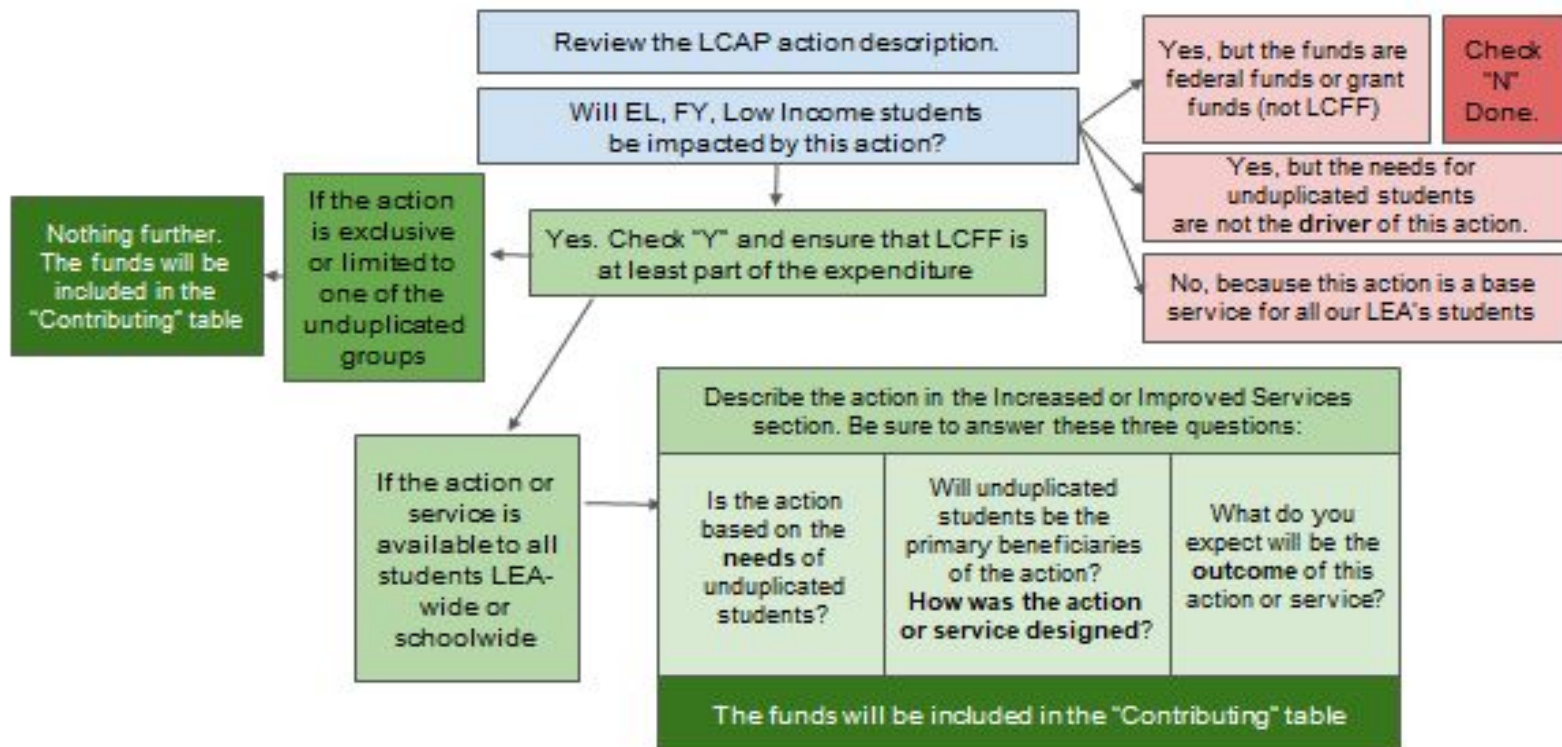 Review the LCAP action description.
Will EL, FY, Low Income students
be impacted by this action?
Yes, but the funds are
federal funds or grant
funds (not LCFF)
Check
"N"
Done.
Yes, but the needs for
unduplicated students
are not the driver of this action.
No, because this action is a base
service for all our LEA's students
Yes. Check "Y" and ensure that LCFF is
at least part of the expenditure
If the action
is exclusive
or limited to
one of the
unduplicated
groups
Nothing further.
The funds will be
included in the
"Contributing" table
If the action or
service is
available to all
students LEA-
wide or
schoolwide
Describe the action in the Increased or Improved Services
section. Be sure to answer these three questions:
Is the action
based on the
needs of
unduplicated
students?
Will unduplicated
students be the
primary beneficiaries
of the action?
How was the action
or service designed?
What do you
expect will be the
outcome of this
action or service?
The funds will be included in the "Contributing" table